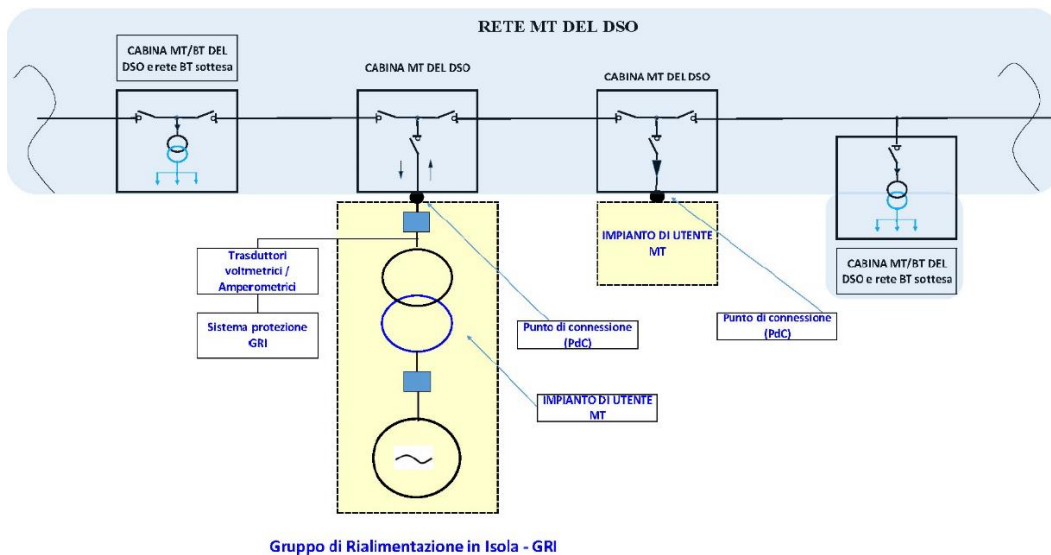 RETE MT DEL DSO
CABINA MT/BT DEL
DSO e rete BT sottesa
CABINA MT DEL DSO
CABINA MT DEL DSO
IMPIANTO DI UTENTE
MT
Trasduttori
voltmetrici /
Amperometrici
CABINA MT/BT DEL
DSO e rete BT sottesa
Sistema protezione
GRI
Punto di connessione
(PdC)
Punto di connessione
(PdC)
IMPIANTO DI UTENTE
MT
Gruppo di Rialimentazione in Isola - GRI